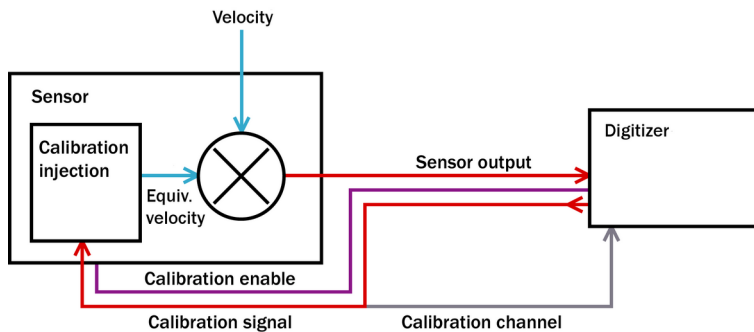 Velocity
Sensor
Calibration
injection
Equiv.
velocity
Sensor output
Digitizer
Calibration enable
Calibration signal
Calibration channel